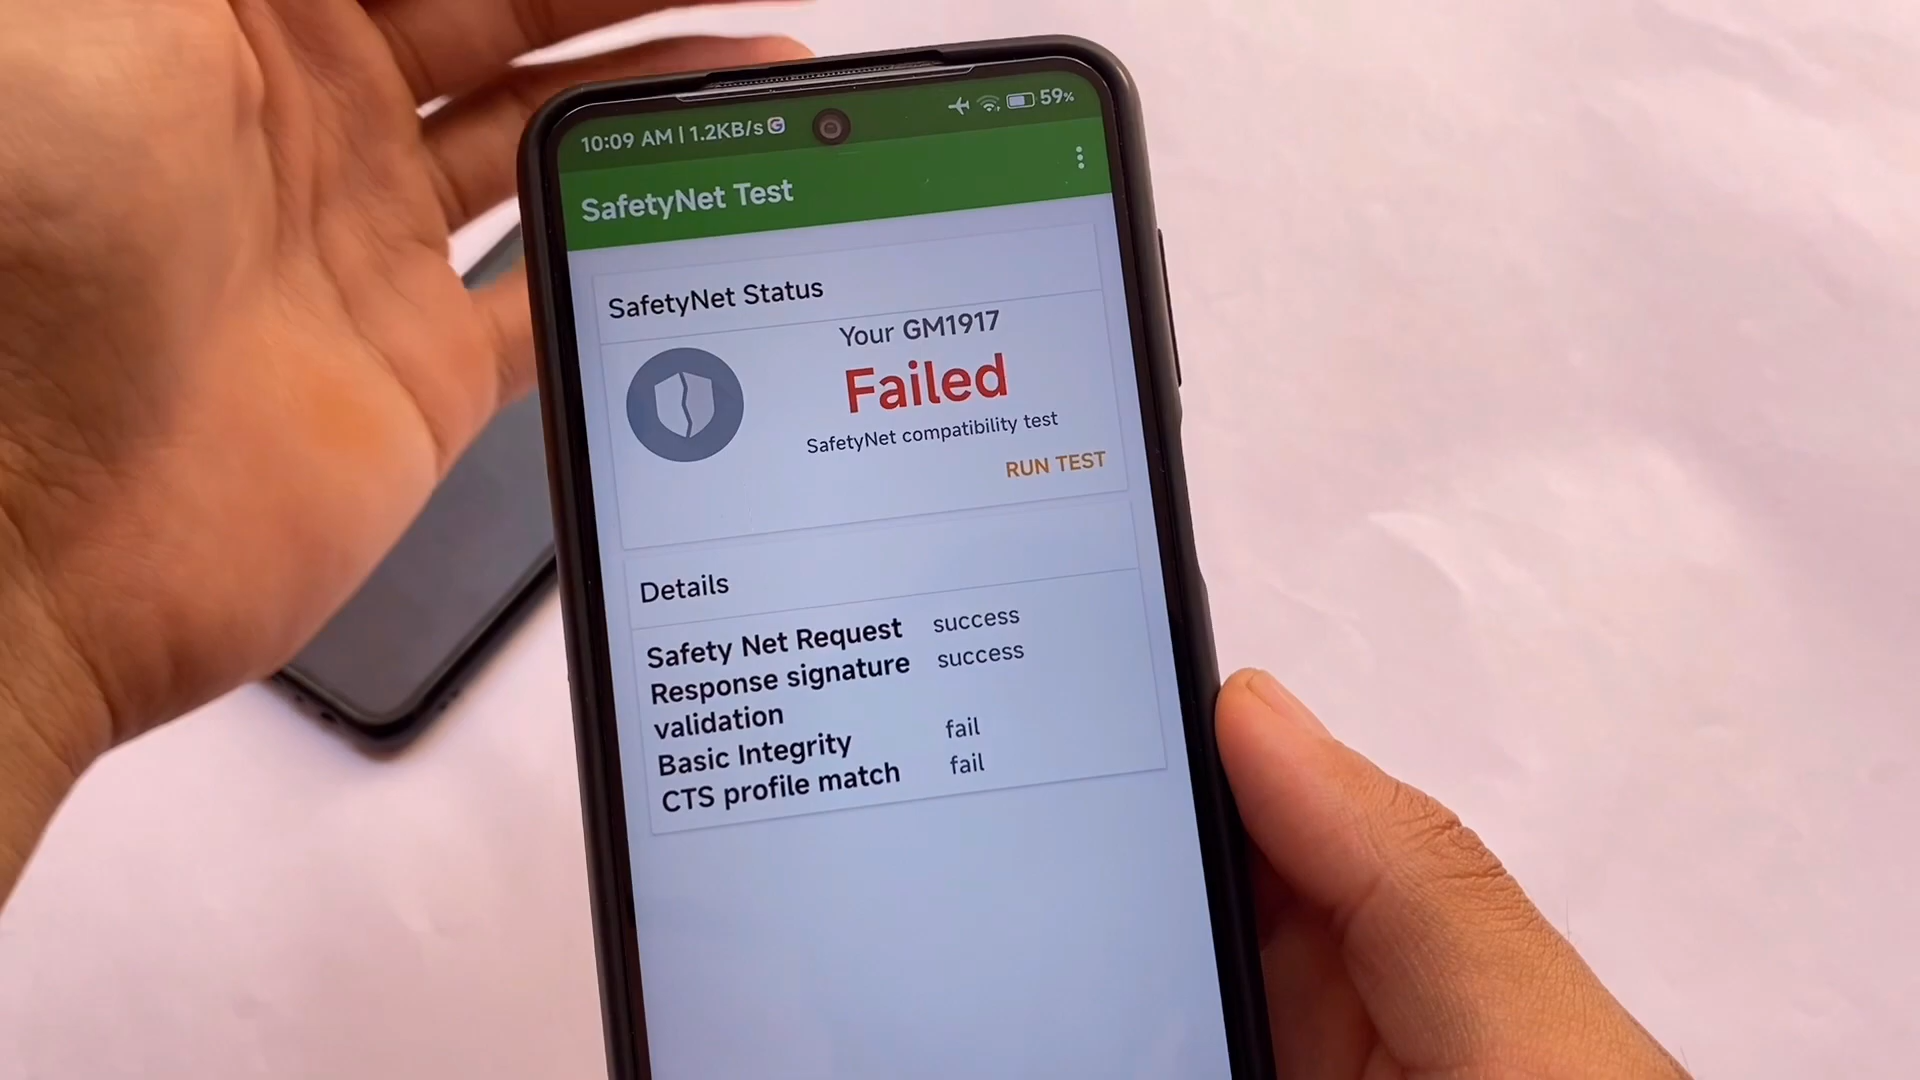 10:09 AM | 1.2KB/s G 59%
SafetyNet Test
SafetyNet Status
Your GM1917
Failed
SafetyNet compatibility test
RUN TEST
Details
Safety Net Request success
Response signature success
validation
Basic Integrity fail
CTS profile match fail